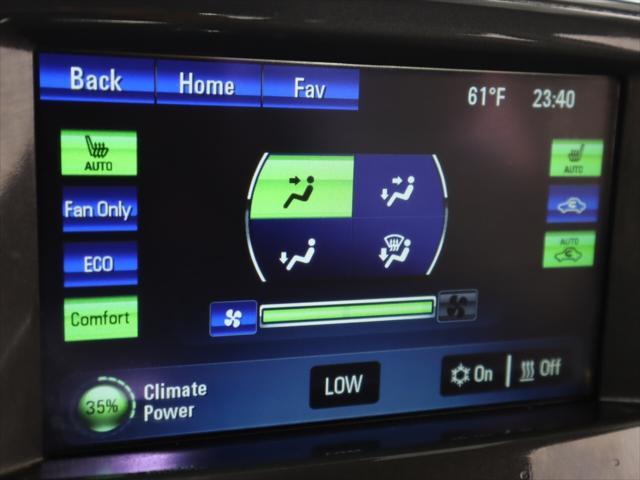 Back Home Fav 61°F 23:40
AUTO
AUTO
Fan Only
ECO
AUTO
Comfort
35% Climate Power
LOW
On Off